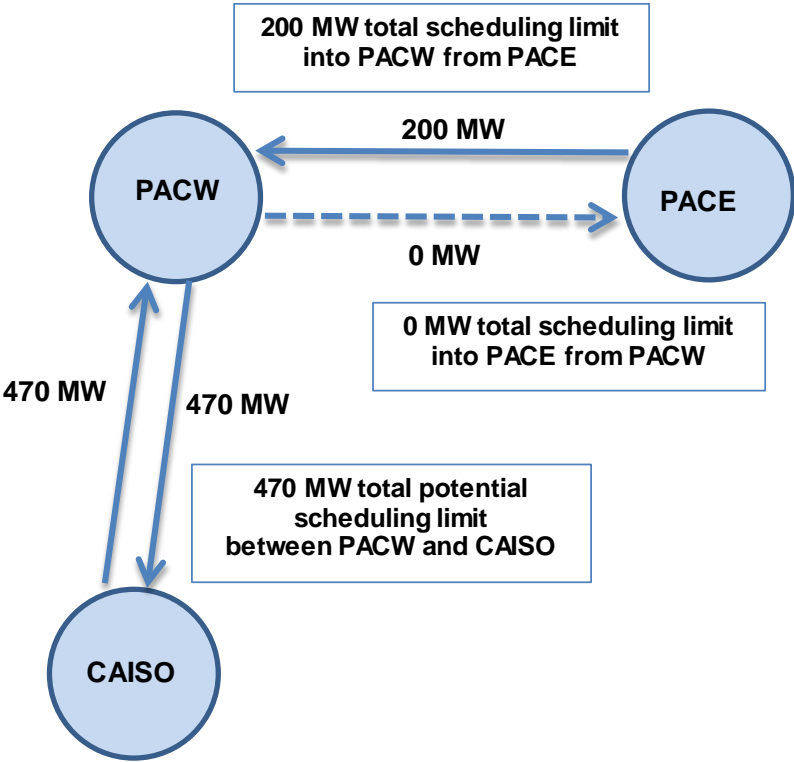 200 MW total scheduling limit
into PACW from PACE
200 MW
PACW
PACE
0 MW
0 MW total scheduling limit
into PACE from PACW
470 MW
470 MW
470 MW total potential
scheduling limit
between PACW and CAISO
CAISO